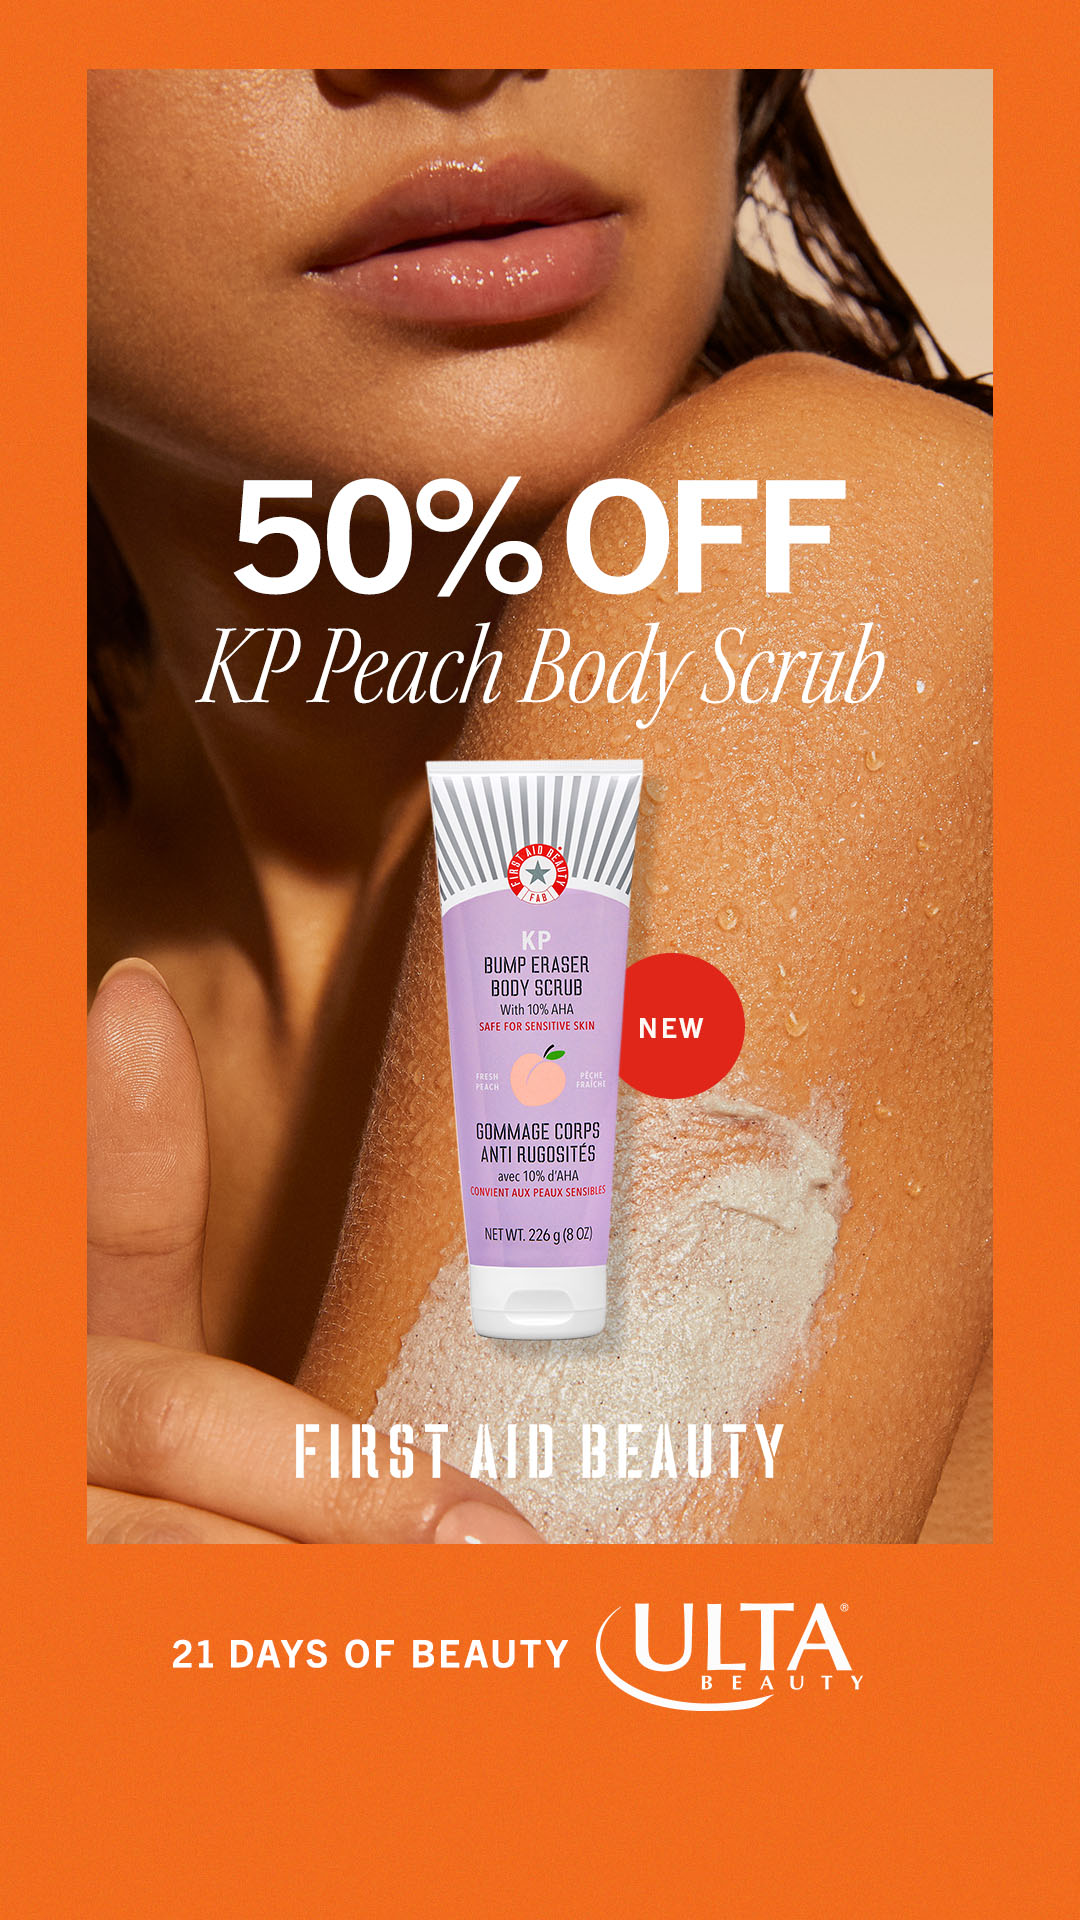 50% OFF
KP Peach Body Scrub
FIRST AID BEAUTY
FAB
KP
BUMP ERASER
BODY SCRUB
With 10% AHA
SAFE FOR SENSITIVE SKIN
NEW
FRESH
PEACH
PÊCHE
FRAÎCHE
GOMMAGE CORPS
ANTI RUGOSITÉS
avec 10% d'AHA
CONVIENT AUX PEAUX SENSIBLES
NET WT. 226 g (8 OZ)
FIRST AID BEAUTY
21 DAYS OF BEAUTY
ULTA®
BEAUTY